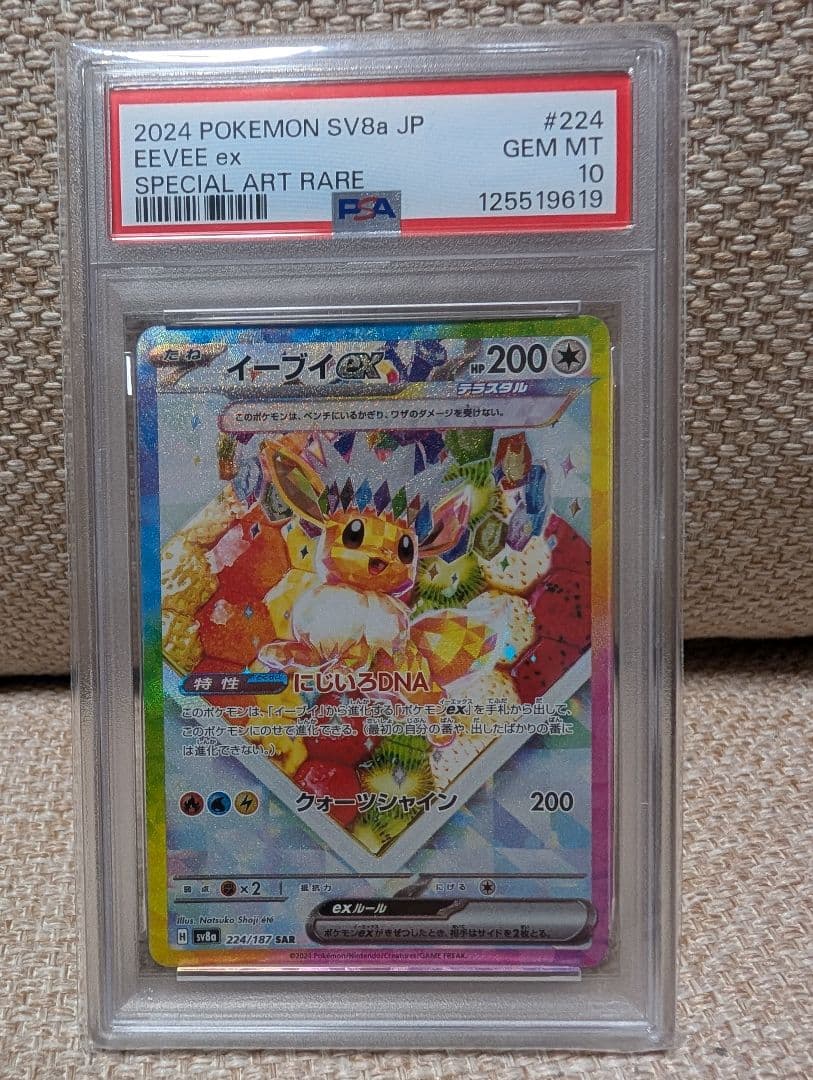 2024 POKEMON SV8a JP #224
EEVEE ex GEM MT
SPECIAL ART RARE 10
PSA 125519619
たね イーブイex HP200
テラスタル
このポケモンは、ベンチにいるかぎり、ワザのダメージを受けない。
特性 にじいろDNA
このポケモンは、「イーブイ」から進化する「ポケモンex」を手札から出して、
このポケモンにのせて進化できる。（最初の自分の番や、出したばかりの番に
は進化できない。）
クォーツシャイン 200
弱点 ×2 抵抗力 にげる
exルール
ポケモンexがきぜつしたとき、相手はサイドを2枚とる。
Illus. Natsuko Shoji été
H sv8a 224/187 SAR
©2024 Pokémon/Nintendo/Creatures/GAME FREAK.